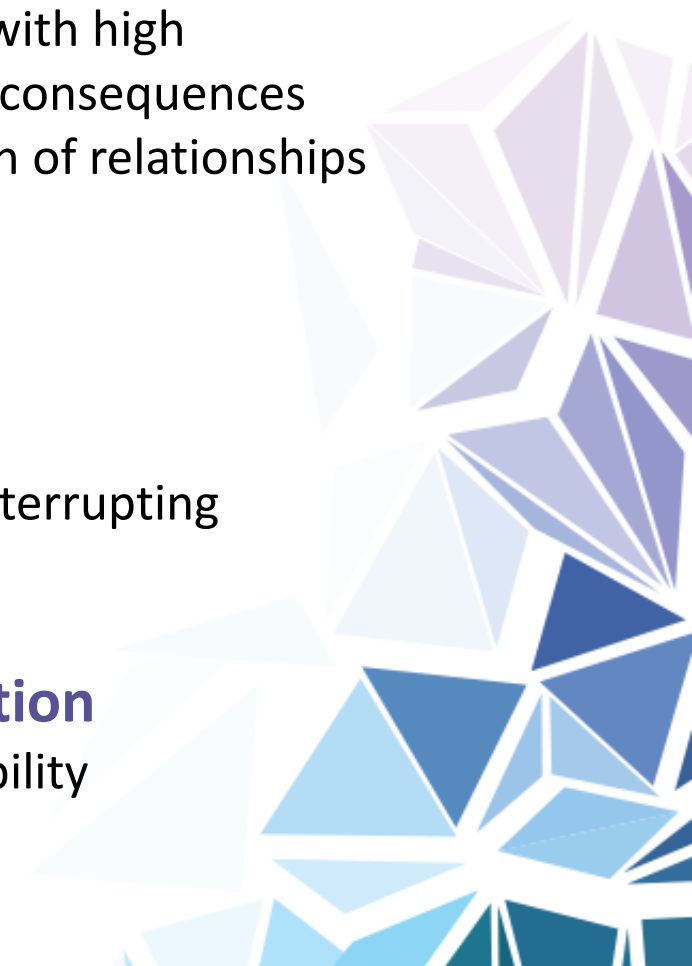 with high
consequences
n of relationships
terrupting
tion
bility